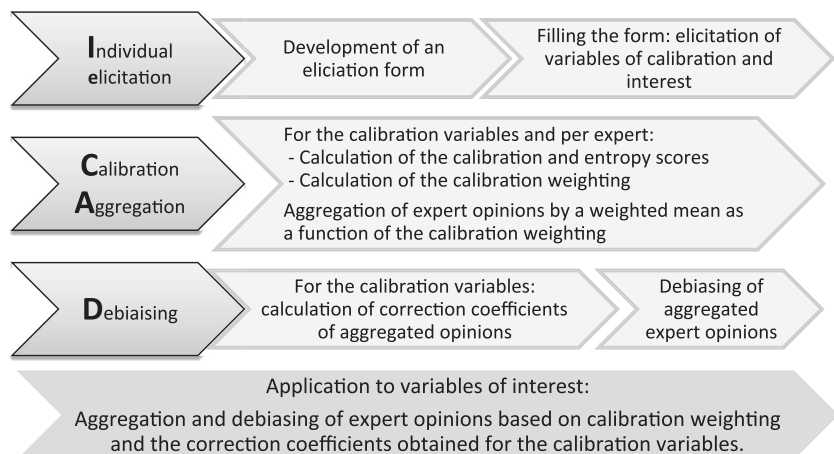 Individual
elicitation
Development of an
eliciation form
Filling the form: elicitation of
variables of calibration and
interest
Calibration
Aggregation
For the calibration variables and per expert:
- Calculation of the calibration and entropy scores
- Calculation of the calibration weighting
Aggregation of expert opinions by a weighted mean as
a function of the calibration weighting
Debiaising
For the calibration variables:
calculation of correction coefficients
of aggregated opinions
Debiasing of
aggregated
expert opinions
Application to variables of interest:
Aggregation and debiasing of expert opinions based on calibration weighting
and the correction coefficients obtained for the calibration variables.